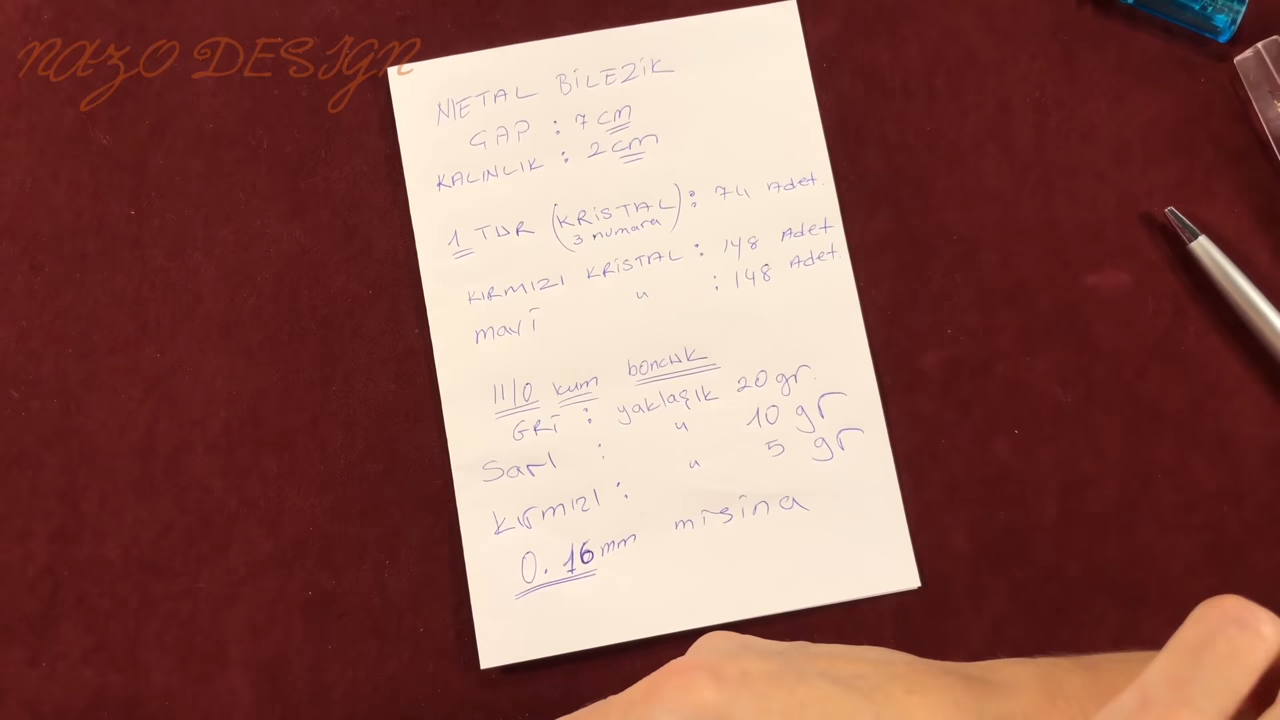 NAZO DESIGN
METAL BİLEZİK
GAP : 7 cm
KALINLIK : 2 cm
1 TUR (KRİSTAL 3 numara) : 74 Adet.
KIRMIZI KRİSTAL : 148 Adet
mavi " : 148 Adet.
11/0 kum boncuk
GRİ : yaklaşık 20 gr.
Sarı : " 10 gr
kırmızı : " 5 gr
0.16 mm misina